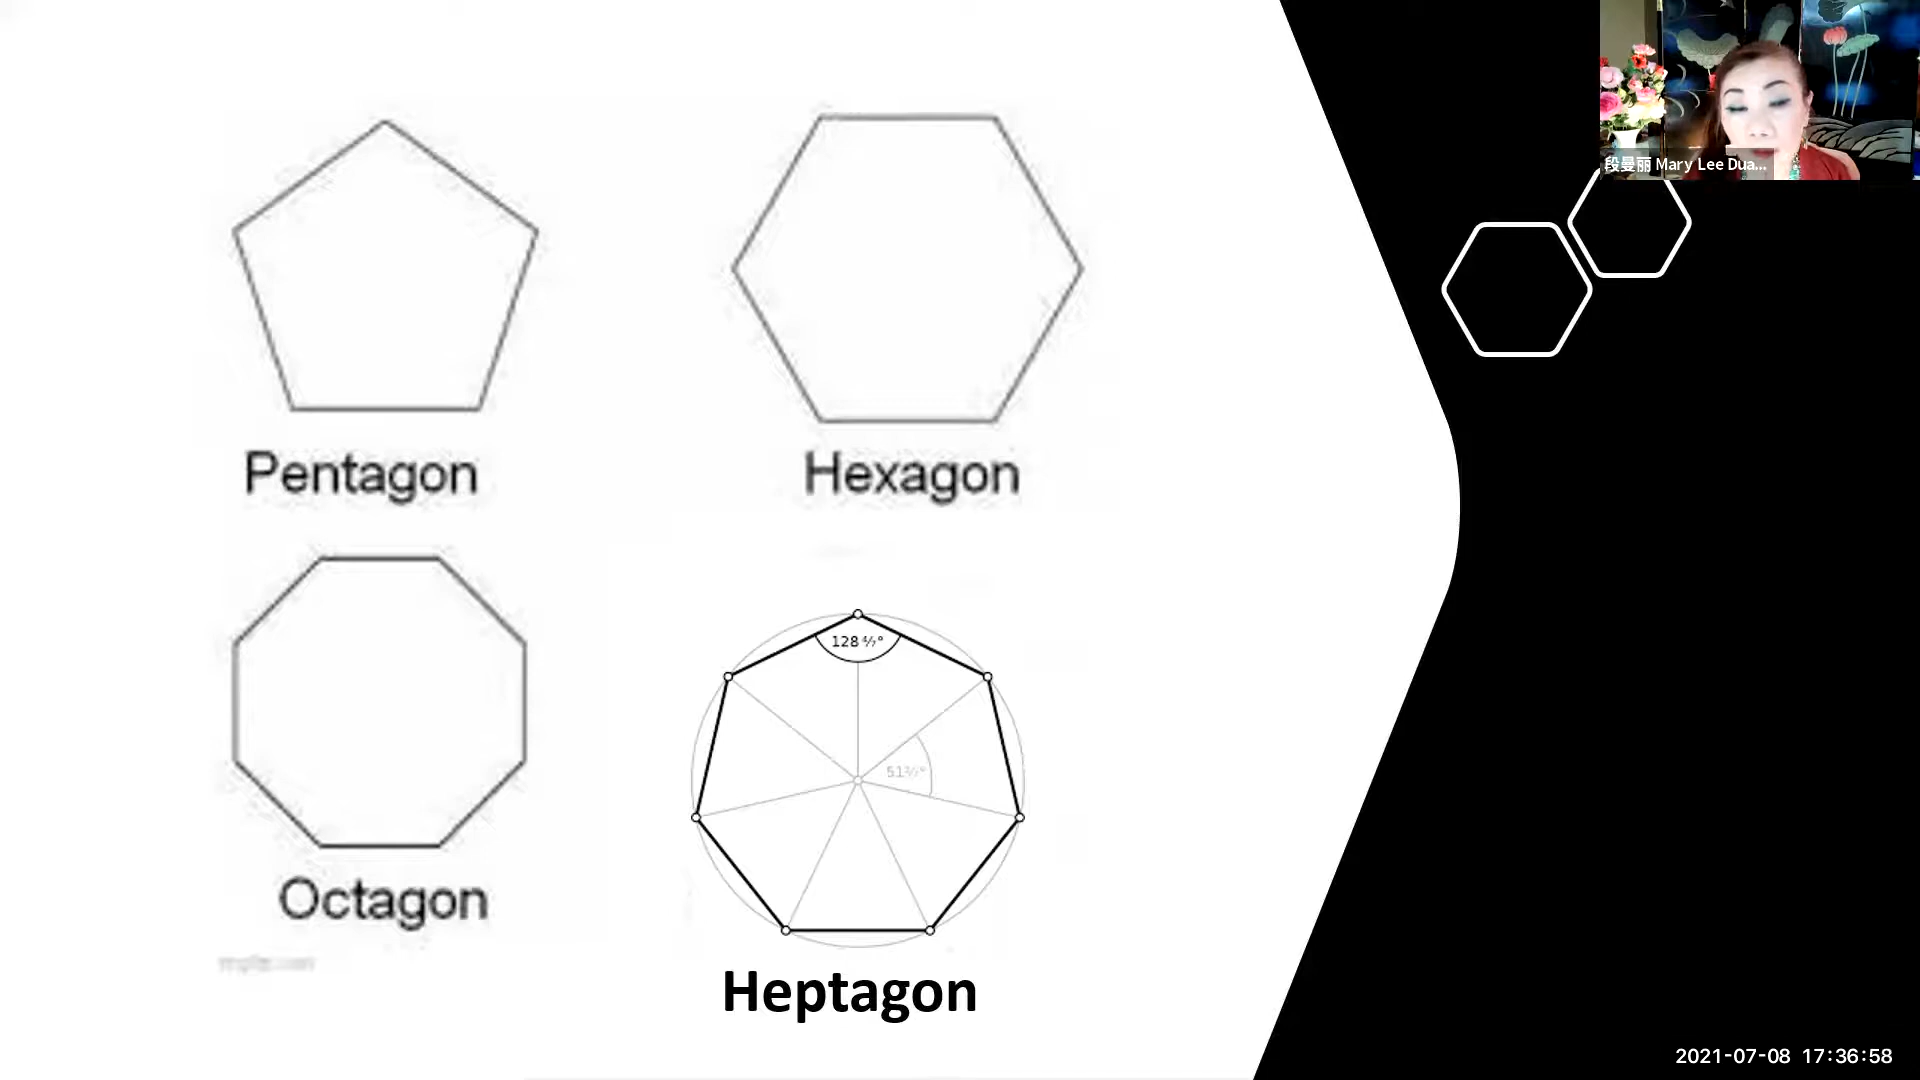 段曼丽 Mary Lee Dua...
Pentagon
Hexagon
Octagon
128 4/7°
Heptagon
2021-07-08 17:36:58